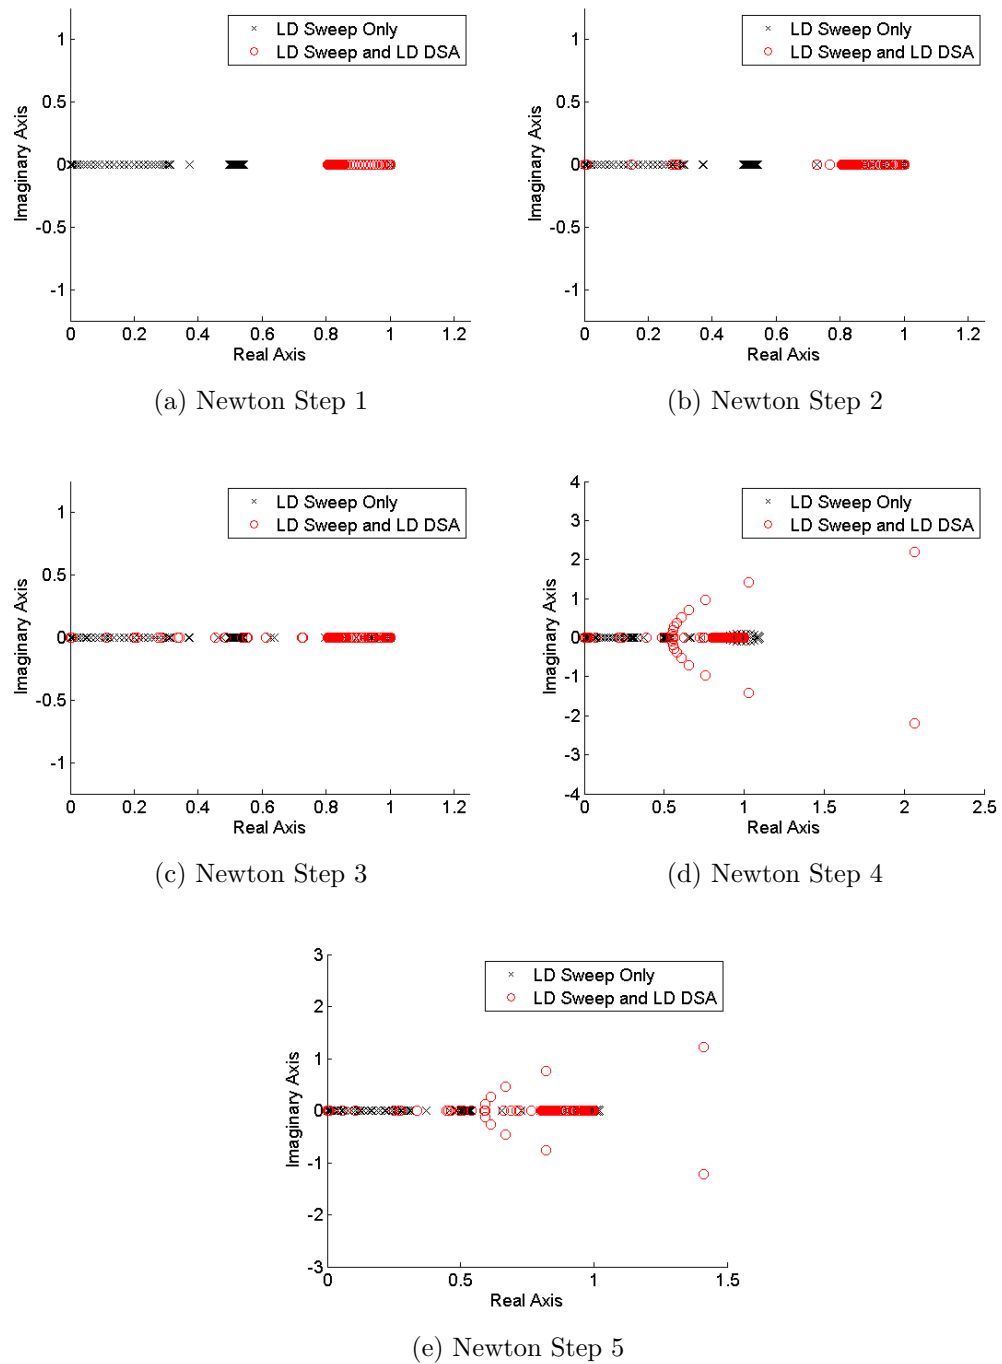 LD Sweep Only
LD Sweep and LD DSA
1
0.5
0
-0.5
-1
Imaginary Axis
0 0.2 0.4 0.6 0.8 1 1.2
Real Axis
(a) Newton Step 1
LD Sweep Only
LD Sweep and LD DSA
1
0.5
0
-0.5
-1
Imaginary Axis
0 0.2 0.4 0.6 0.8 1 1.2
Real Axis
(b) Newton Step 2
LD Sweep Only
LD Sweep and LD DSA
1
0.5
0
-0.5
-1
Imaginary Axis
0 0.2 0.4 0.6 0.8 1 1.2
Real Axis
(c) Newton Step 3
LD Sweep Only
LD Sweep and LD DSA
4
3
2
1
0
-1
-2
-3
-4
Imaginary Axis
0 0.5 1 1.5 2 2.5
Real Axis
(d) Newton Step 4
LD Sweep Only
LD Sweep and LD DSA
3
2
1
0
-1
-2
-3
Imaginary Axis
0 0.5 1 1.5
Real Axis
(e) Newton Step 5